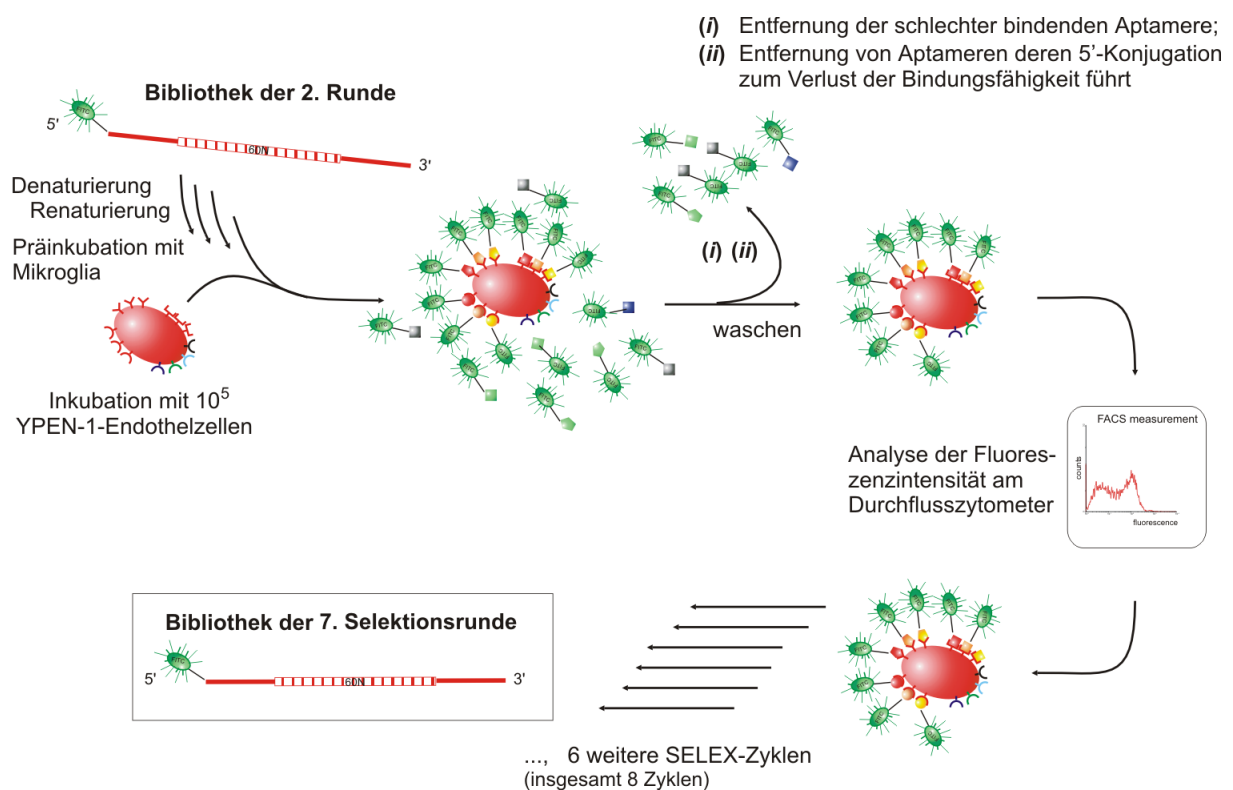 (i) Entfernung der schlechter bindenden Aptamere;
(ii) Entfernung von Aptameren deren 5'-Konjugation
zum Verlust der Bindungsfähigkeit führt
Bibliothek der 2. Runde
FITC
5'
60N
3'
Denaturierung
Renaturierung
Präinkubation mit
Mikroglia
Inkubation mit 10⁵
YPEN-1-Endothelzellen
(i) (ii)
waschen
Analyse der Fluores-
zenzintensität am
Durchflusszytometer
FACS measurement
counts
fluorescence
Bibliothek der 7. Selektionsrunde
FITC
5'
60N
3'
..., 6 weitere SELEX-Zyklen
(insgesamt 8 Zyklen)